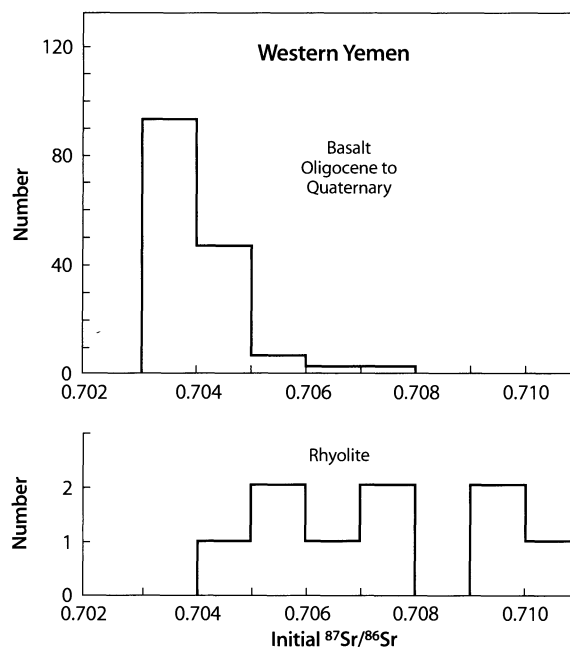 Western Yemen
Basalt
Oligocene to
Quaternary
Number
120
80
40
0
0.702 0.704 0.706 0.708 0.710
Rhyolite
Number
2
1
0
0.702 0.704 0.706 0.708 0.710
Initial ⁸⁷Sr/⁸⁶Sr